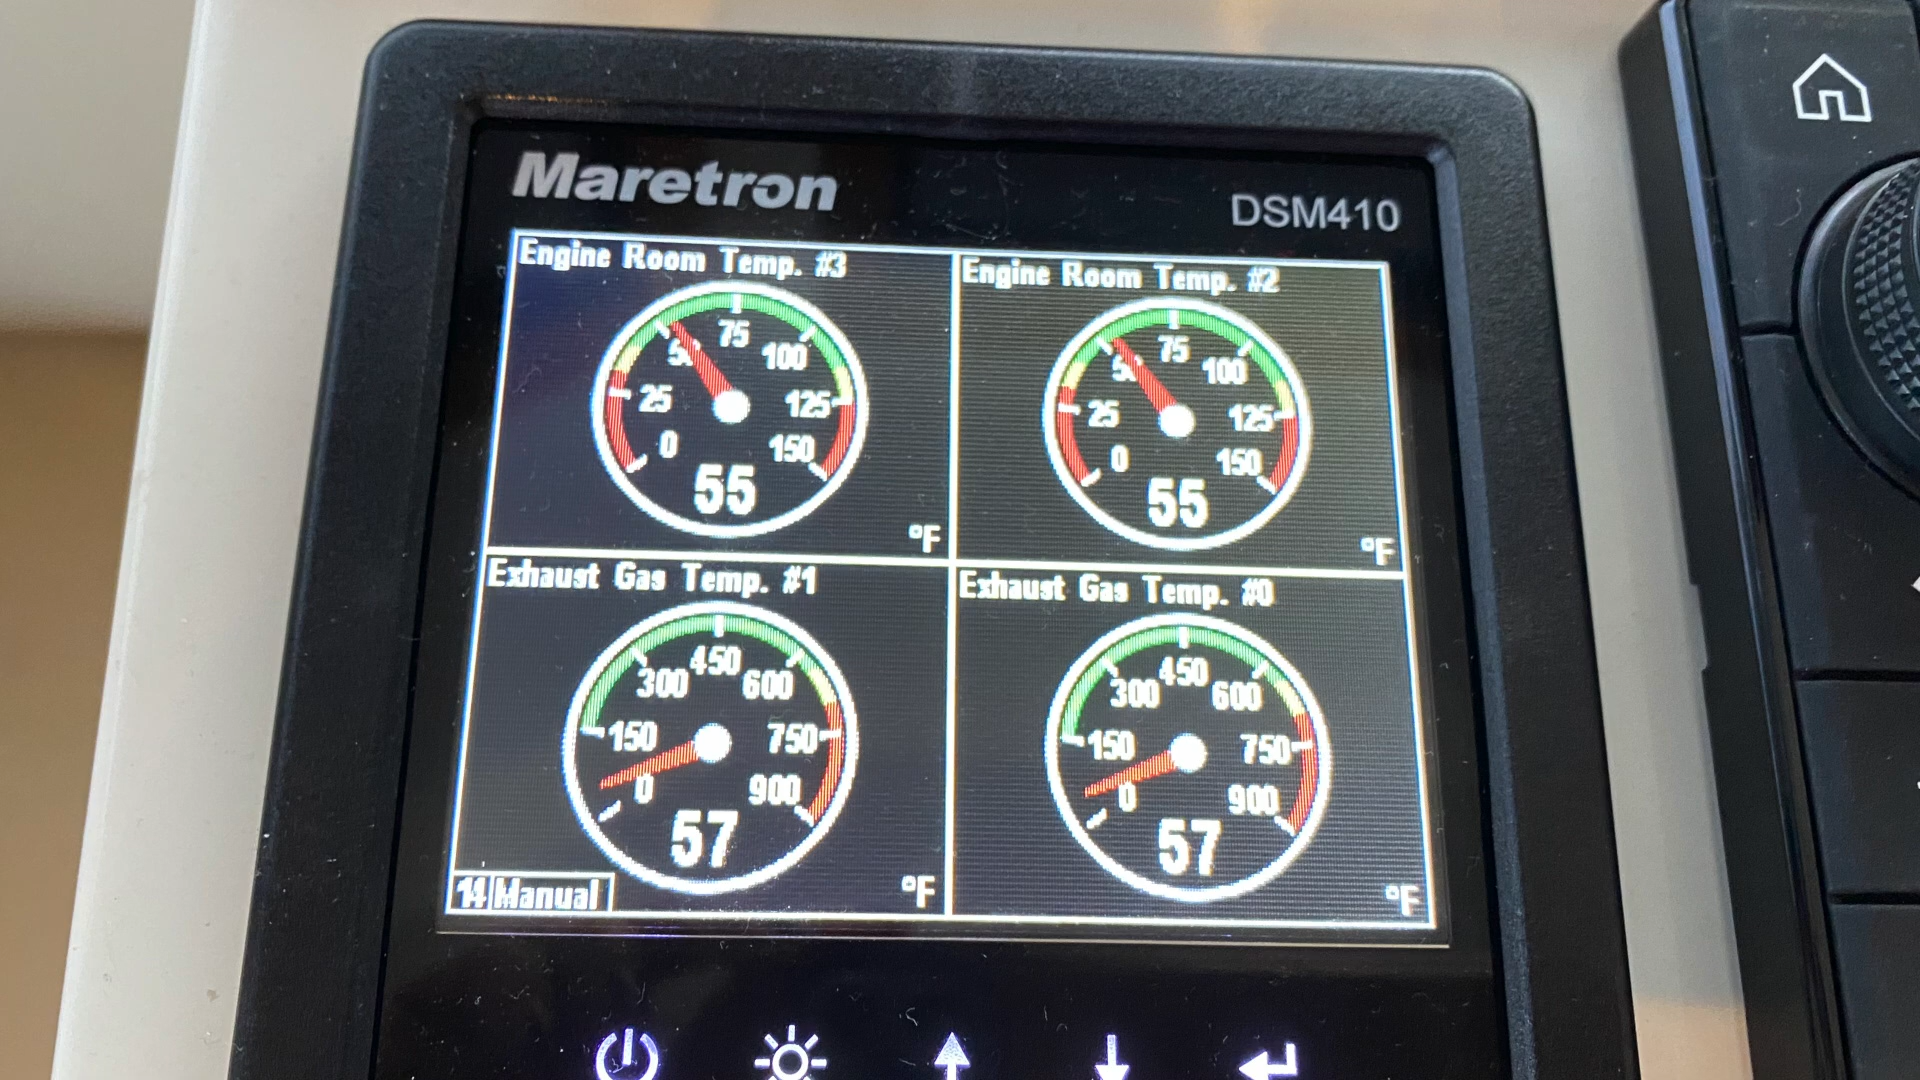 Maretron
DSM410
Engine Room Temp. #3
75
50
100
25
125
0
150
55
°F
Engine Room Temp. #2
75
50
100
25
125
0
150
55
°F
Exhaust Gas Temp. #1
450
300
600
150
750
0
900
57
°F
14 Manual
Exhaust Gas Temp. #0
450
300
600
150
750
0
900
57
°F